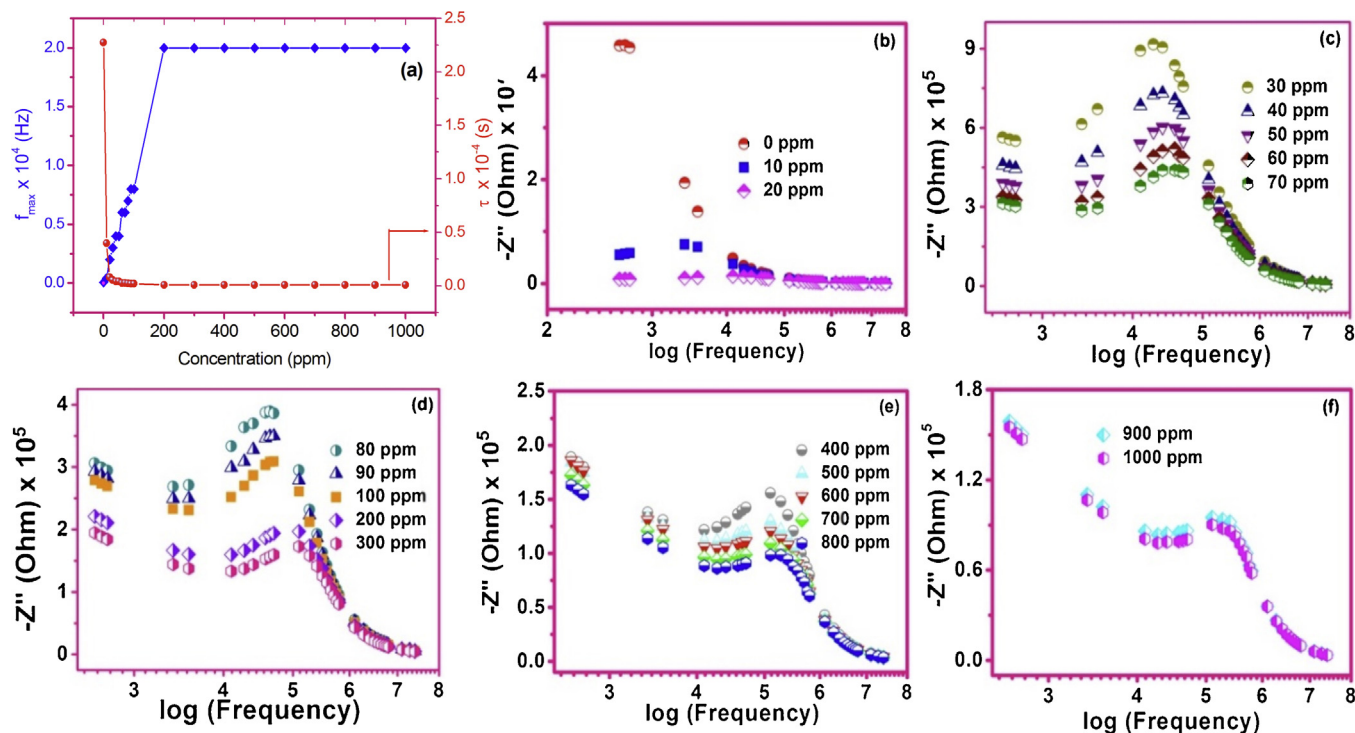 (a)
f_max x 10^4 (Hz)
2.0
1.5
1.0
0.5
0.0
τ x 10^-4 (s)
2.5
2.0
1.5
1.0
0.5
0.0
0 200 400 600 800 1000
Concentration (ppm)
(b)
-Z'' (Ohm) x 10'
4
2
0
0 ppm
10 ppm
20 ppm
2 3 4 5 6 7 8
log (Frequency)
(c)
-Z'' (Ohm) x 10^5
9
6
3
0
30 ppm
40 ppm
50 ppm
60 ppm
70 ppm
3 4 5 6 7 8
log (Frequency)
(d)
-Z'' (Ohm) x 10^5
4
3
2
1
0
80 ppm
90 ppm
100 ppm
200 ppm
300 ppm
3 4 5 6 7 8
log (Frequency)
(e)
-Z'' (Ohm) x 10^5
2.5
2.0
1.5
1.0
0.5
0.0
400 ppm
500 ppm
600 ppm
700 ppm
800 ppm
3 4 5 6 7 8
log (Frequency)
(f)
-Z'' (Ohm) x 10^5
1.8
1.2
0.6
0.0
900 ppm
1000 ppm
3 4 5 6 7 8
log (Frequency)